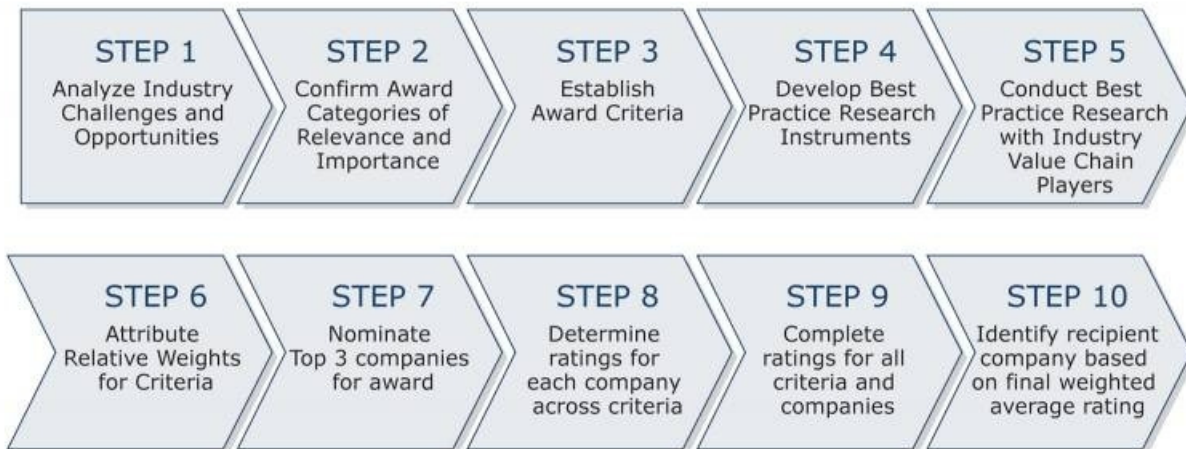 STEP 1
Analyze Industry
Challenges and
Opportunities
STEP 2
Confirm Award
Categories of
Relevance and
Importance
STEP 3
Establish
Award Criteria
STEP 4
Develop Best
Practice Research
Instruments
STEP 5
Conduct Best
Practice Research
with Industry
Value Chain
Players
STEP 6
Attribute
Relative Weights
for Criteria
STEP 7
Nominate
Top 3 companies
for award
STEP 8
Determine
ratings for
each company
across criteria
STEP 9
Complete
ratings for all
criteria and
companies
STEP 10
Identify recipient
company based
on final weighted
average rating